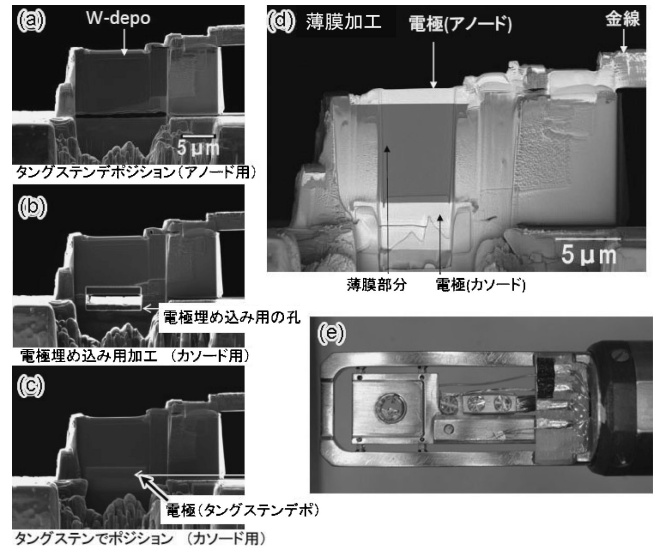 (a)
W-depo
5μm
タングステンデポジション(アノード用)
(b)
電極埋め込み用の孔
電極埋め込み用加工 (カソード用)
(c)
電極(タングステンデポ)
タングステンでポジション (カソード用)
(d) 薄膜加工
電極(アノード)
金線
5μm
薄膜部分
電極(カソード)
(e)